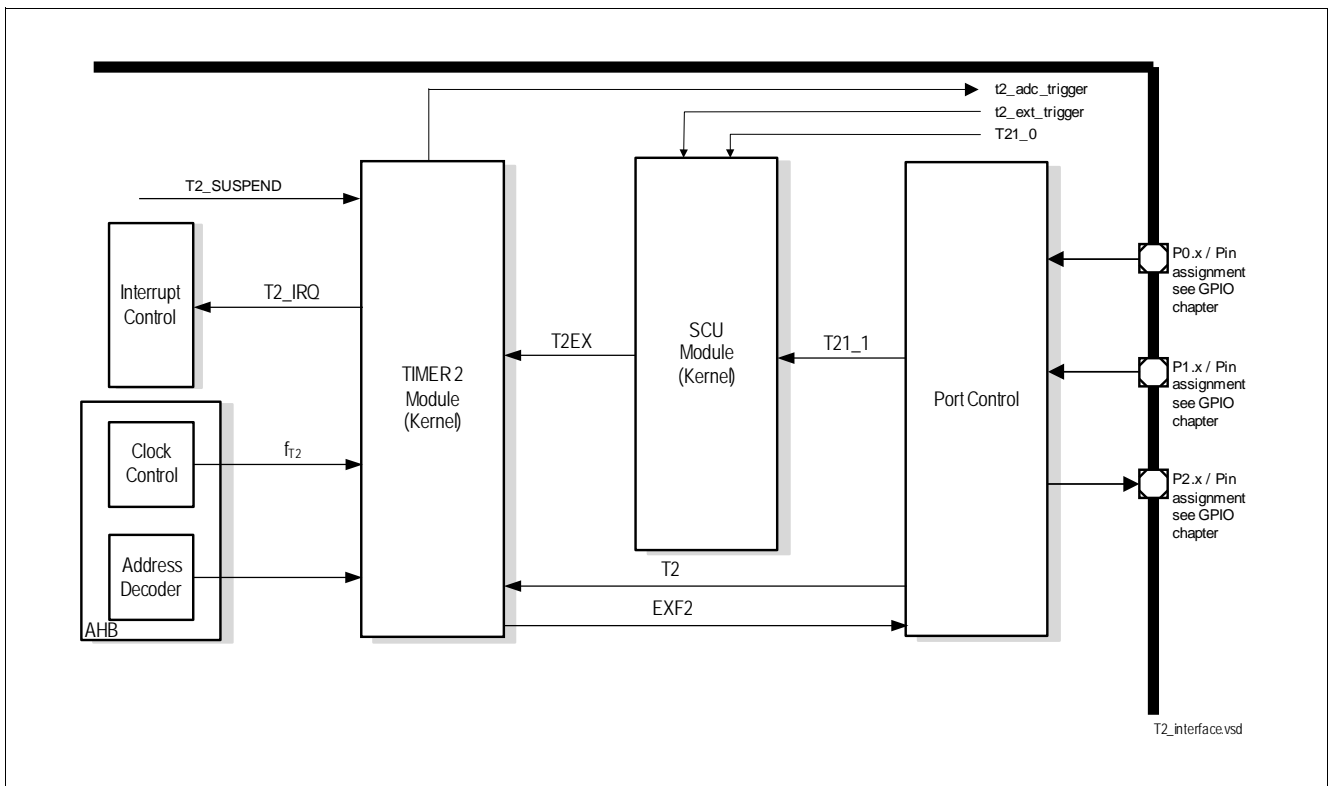 t2_adc_trigger
t2_ext_trigger
T21_0
T2_SUSPEND
Interrupt
Control
T2_IRQ
TIMER 2
Module
(Kernel)
T2EX
SCU
Module
(Kernel)
T21_1
Port Control
P0.x / Pin
assignment
see GPIO
chapter
P1.x / Pin
assignment
see GPIO
chapter
P2.x / Pin
assignment
see GPIO
chapter
Clock
Control
fT2
Address
Decoder
AHB
T2
EXF2
T2_interface.vsd